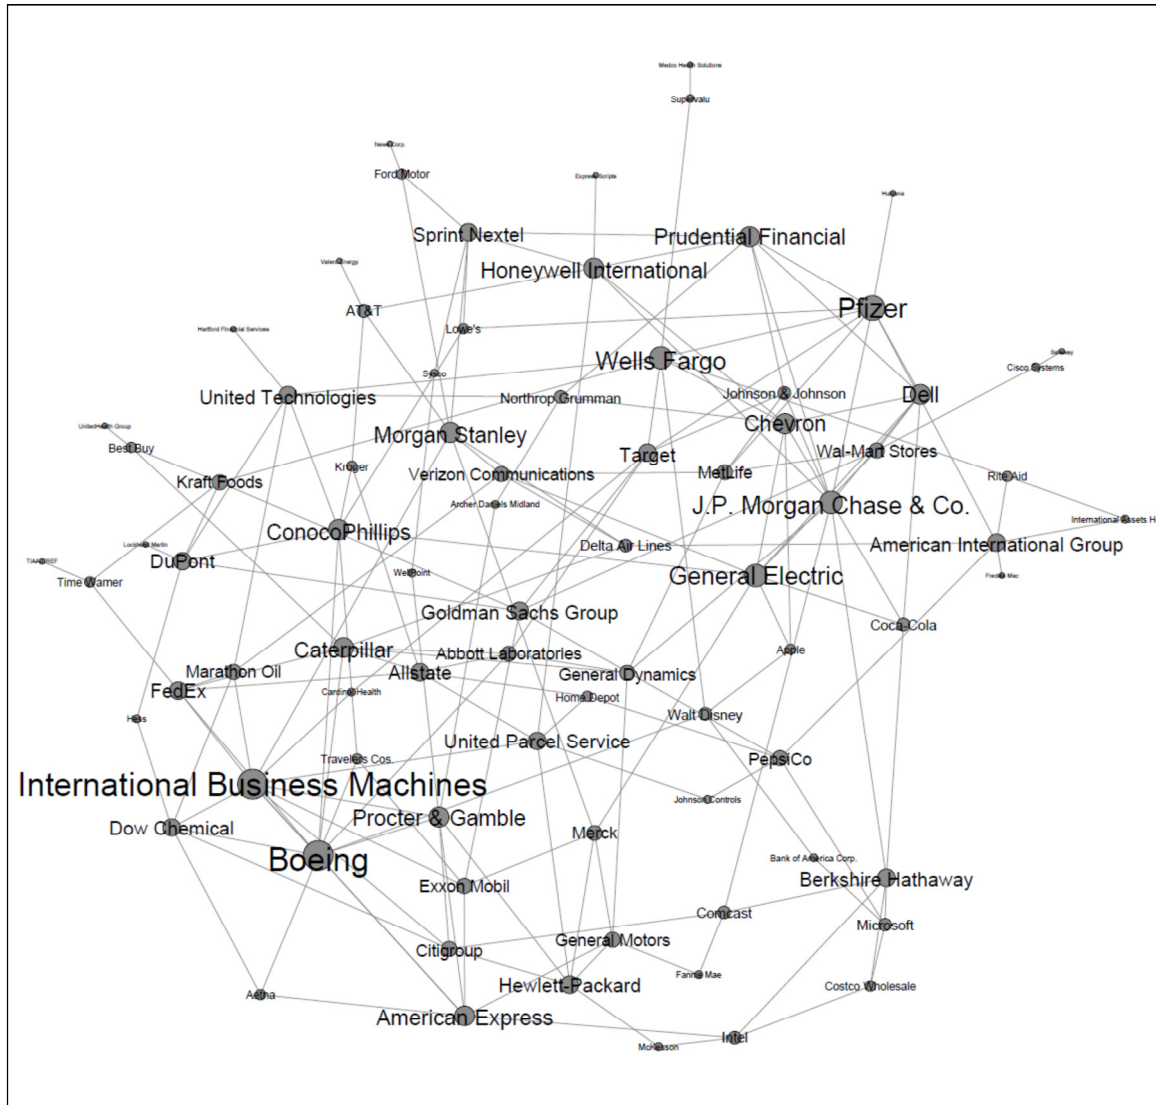 Medco Health Solutions
Supervalu
News Corp.
Ford Motor
Express Scripts
Humana
Sprint Nextel
Prudential Financial
Honeywell International
Valero Energy
AT&T
Pfizer
Hartford Financial Services
Lowe's
Safeway
Wells Fargo
Cisco Systems
Sysco
United Technologies
Northrop Grumman
Johnson & Johnson
Dell
UnitedHealth Group
Chevron
Morgan Stanley
Best Buy
Target
Wal-Mart Stores
Kroger
Verizon Communications
MetLife
Rite Aid
Kraft Foods
Archer Daniels Midland
J.P. Morgan Chase & Co.
International Assets H
ConocoPhillips
Lockheed Martin
Delta Air Lines
American International Group
TIAA-CREF
DuPont
WellPoint
General Electric
Freddie Mac
Time Warner
Goldman Sachs Group
Coca-Cola
Caterpillar
Abbott Laboratories
Apple
Marathon Oil
Allstate
General Dynamics
FedEx
Cardinal Health
Home Depot
Walt Disney
Hess
United Parcel Service
Travelers Cos.
PepsiCo
International Business Machines
Johnson Controls
Procter & Gamble
Dow Chemical
Merck
Boeing
Bank of America Corp.
Berkshire Hathaway
Exxon Mobil
Comcast
Microsoft
General Motors
Citigroup
Fannie Mae
Hewlett-Packard
Costco Wholesale
Aetna
American Express
Intel
McKesson